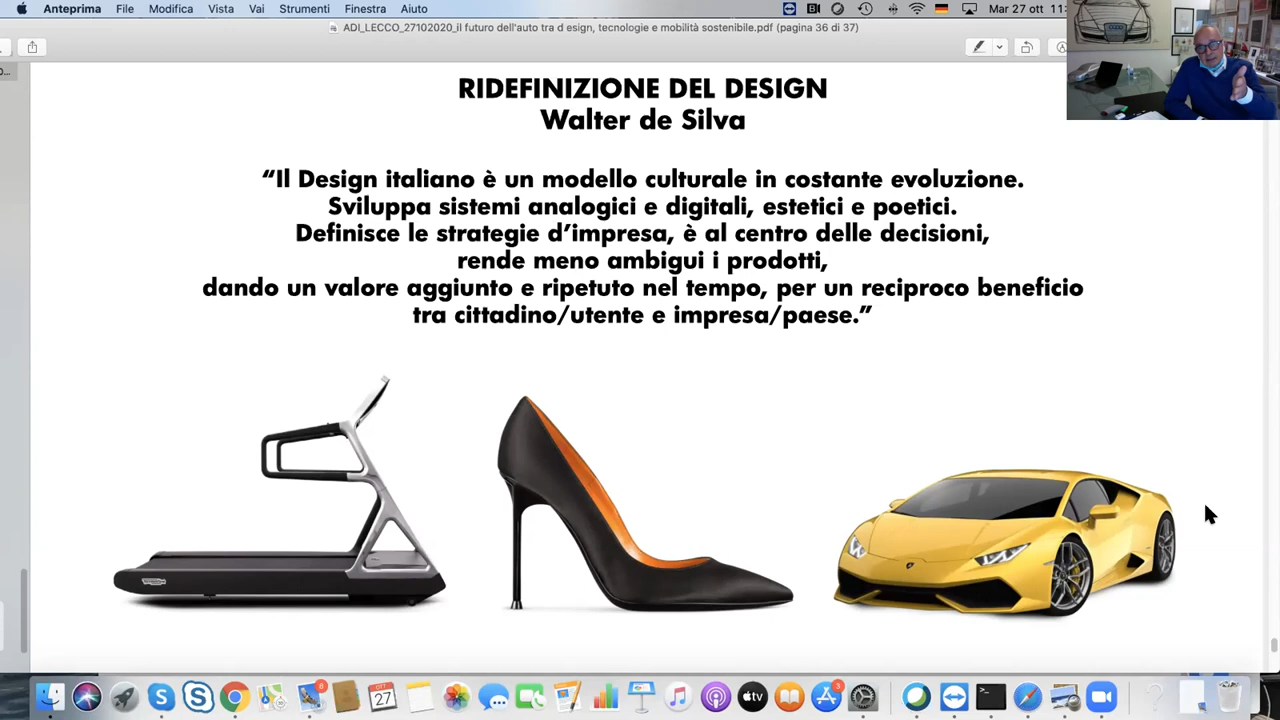 Anteprima File Modifica Vista Vai Strumenti Finestra Aiuto Mar 27 ott
ADI_LECCO_27102020_il futuro dell'auto tra d esign, tecnologie e mobilità sostenibile.pdf (pagina 36 di 37)
RIDEFINIZIONE DEL DESIGN
Walter de Silva
“Il Design italiano è un modello culturale in costante evoluzione.
Sviluppa sistemi analogici e digitali, estetici e poetici.
Definisce le strategie d’impresa, è al centro delle decisioni,
rende meno ambigui i prodotti,
dando un valore aggiunto e ripetuto nel tempo, per un reciproco beneficio
tra cittadino/utente e impresa/paese.”
OTT
27
tv